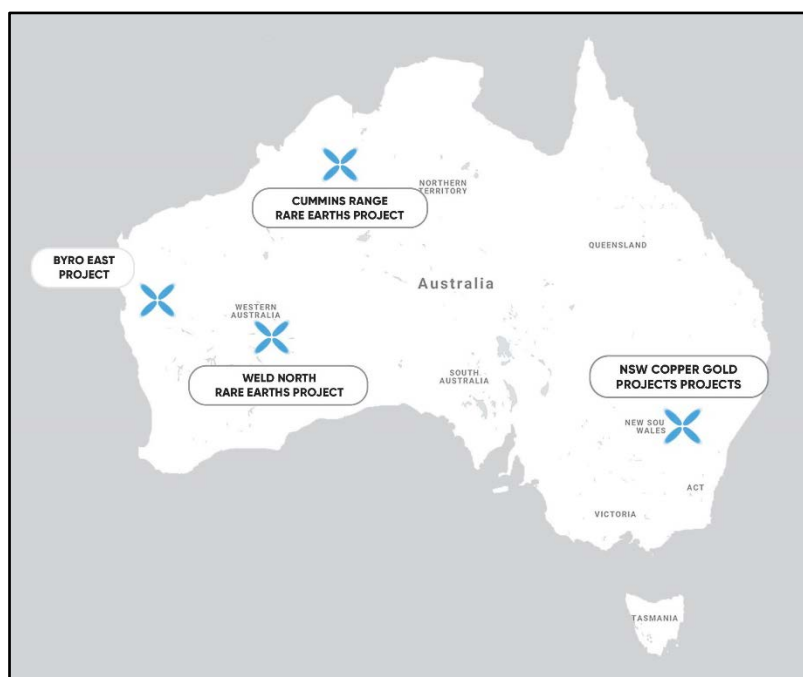 NORTHERN
TERRITORY
CUMMINS RANGE
RARE EARTHS PROJECT
QUEENSLAND
BYRO EAST
PROJECT
Australia
WESTERN
AUSTRALIA
WELD NORTH
RARE EARTHS PROJECT
SOUTH
AUSTRALIA
NSW COPPER GOLD
PROJECTS PROJECTS
NEW SOU
WALES
ACT
VICTORIA
TASMANIA